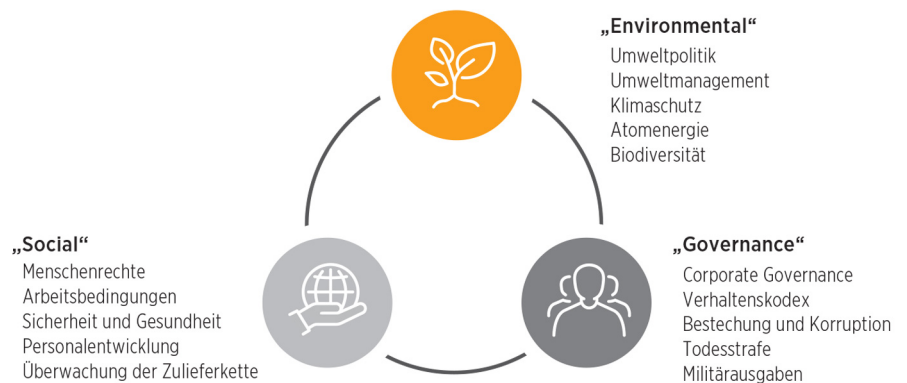 „Environmental“
Umweltpolitik
Umweltmanagement
Klimaschutz
Atomenergie
Biodiversität
„Social“
Menschenrechte
Arbeitsbedingungen
Sicherheit und Gesundheit
Personalentwicklung
Überwachung der Zulieferkette
„Governance“
Corporate Governance
Verhaltenskodex
Bestechung und Korruption
Todesstrafe
Militärausgaben